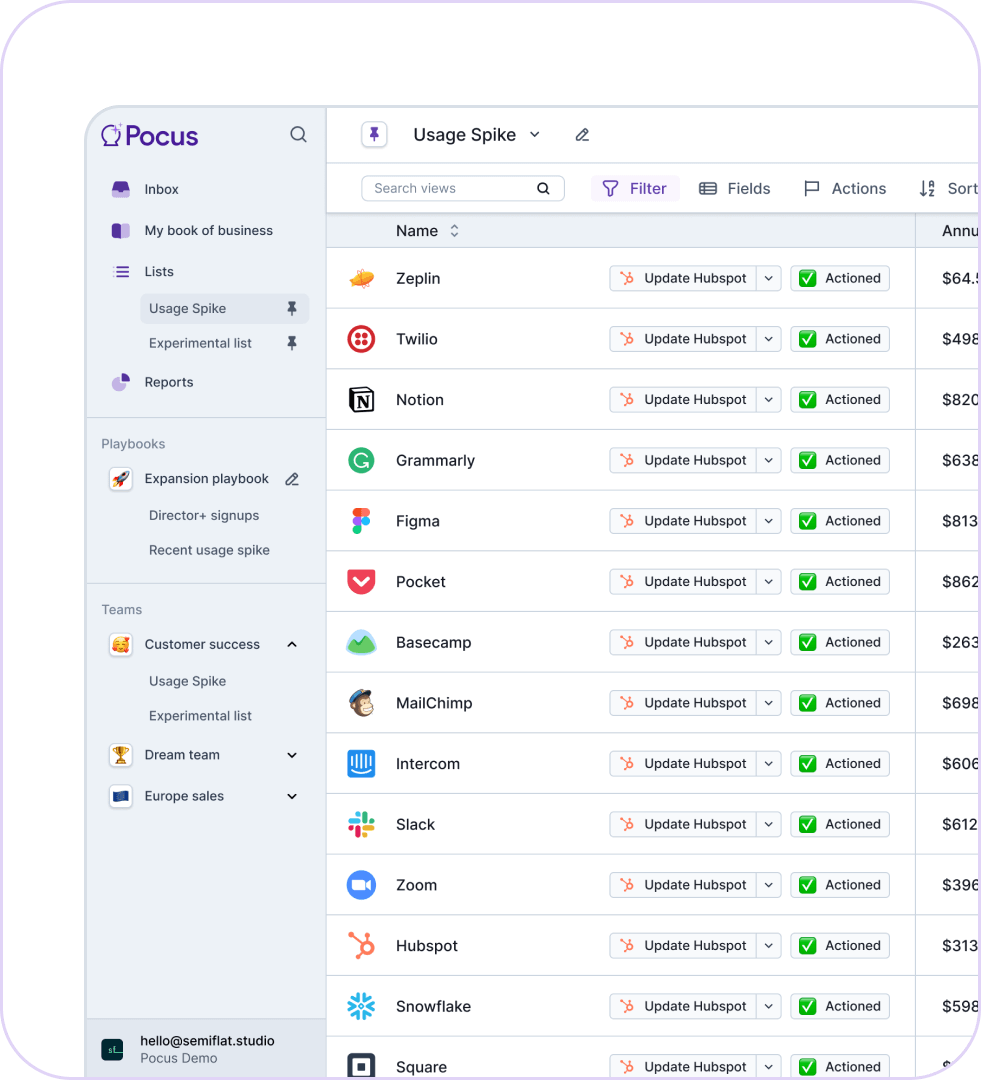 Pocus
Inbox
My book of business
Lists
Usage Spike
Experimental list
Reports
Playbooks
Expansion playbook
Director+ signups
Recent usage spike
Teams
Customer success
Usage Spike
Experimental list
Dream team
Europe sales
hello@semiflat.studio
Pocus Demo
Usage Spike
Search views Filter Fields Actions Sort
Name Annu
Zeplin Update Hubspot Actioned $64.5
Twilio Update Hubspot Actioned $498
Notion Update Hubspot Actioned $820
Grammarly Update Hubspot Actioned $638
Figma Update Hubspot Actioned $813
Pocket Update Hubspot Actioned $862
Basecamp Update Hubspot Actioned $263
MailChimp Update Hubspot Actioned $698
Intercom Update Hubspot Actioned $606
Slack Update Hubspot Actioned $612
Zoom Update Hubspot Actioned $396
Hubspot Update Hubspot Actioned $313
Snowflake Update Hubspot Actioned $598
Square Update Hubspot Actioned